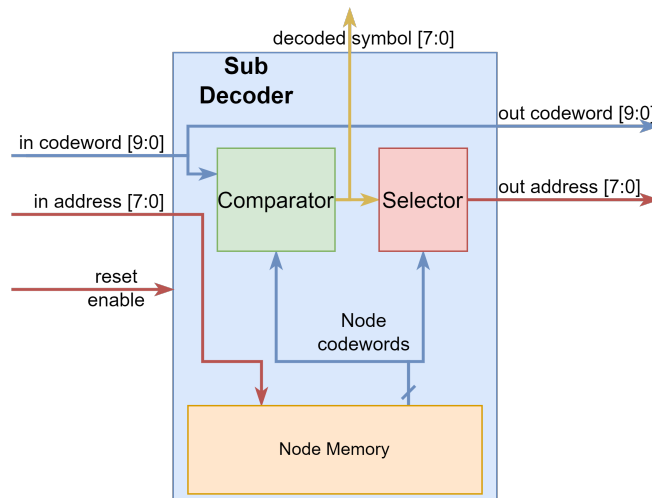 decoded symbol [7:0]
Sub
Decoder
out codeword [9:0]
in codeword [9:0]
in address [7:0]
Comparator
Selector
out address [7:0]
reset
enable
Node
codewords
Node Memory